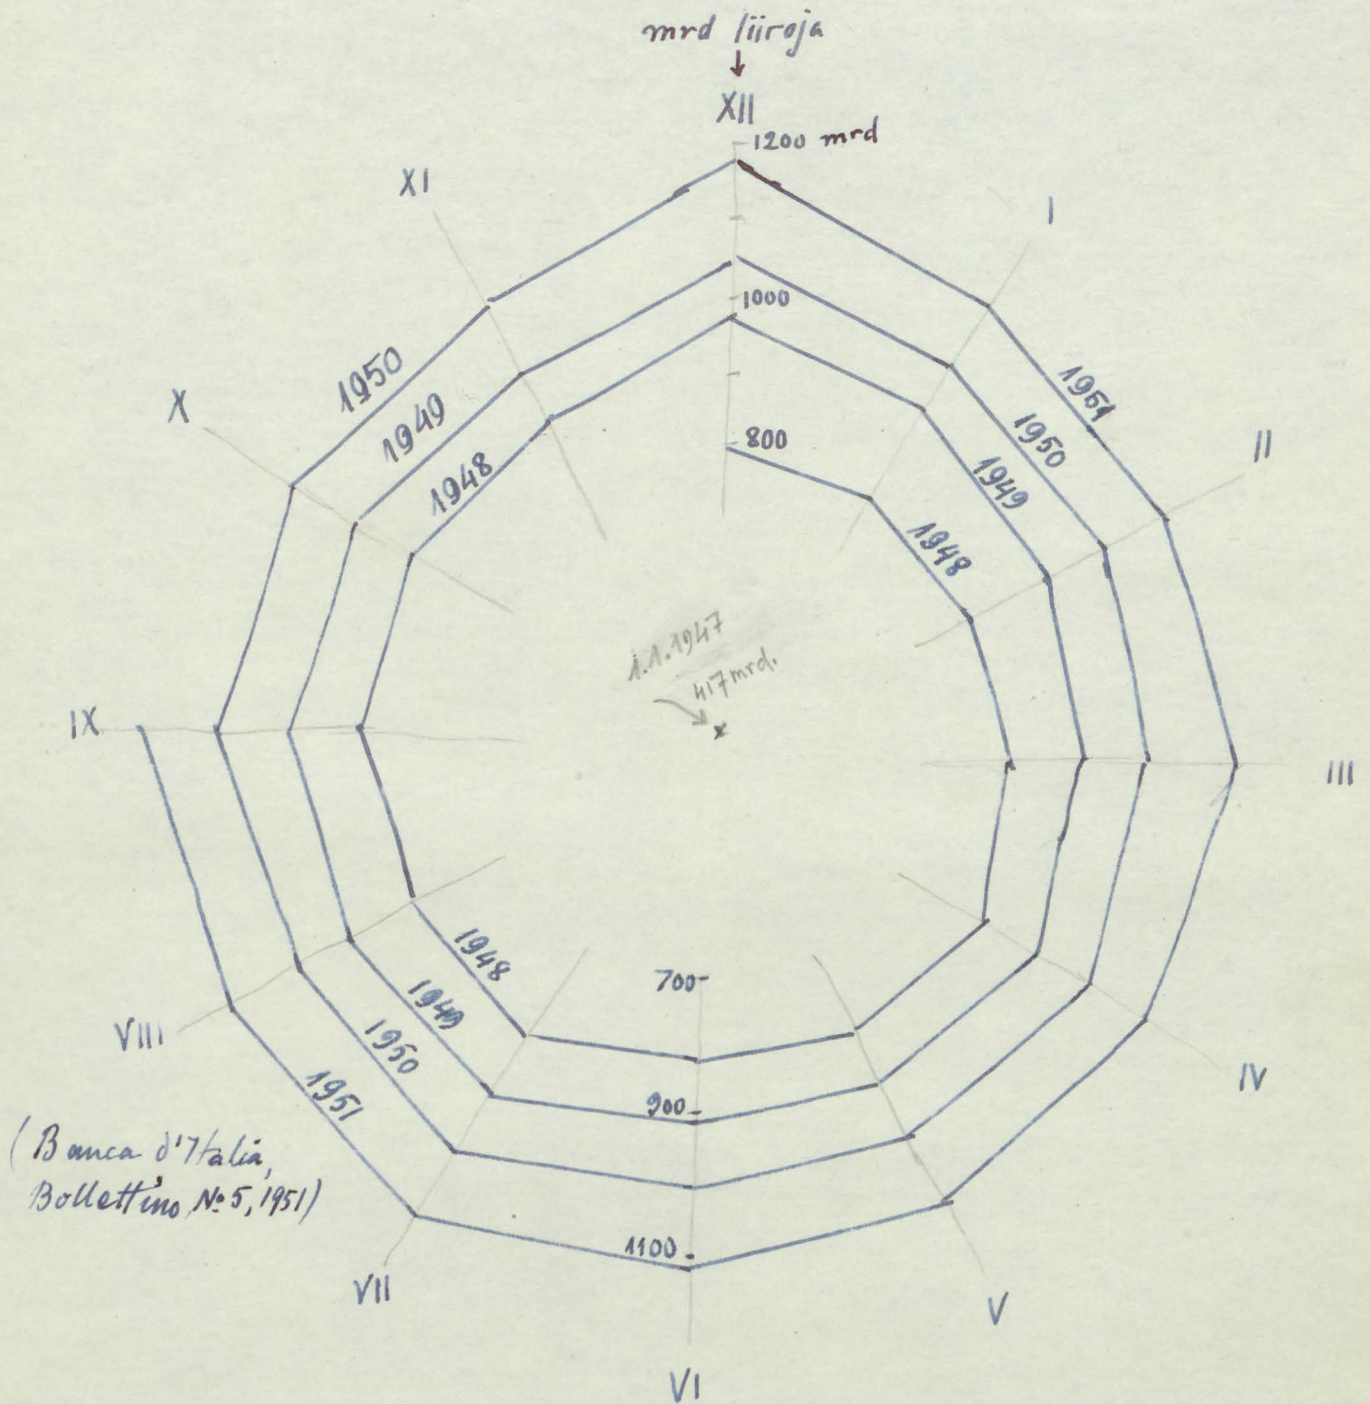 mrd liiroja
XII
1200 mrd
XI
I
1000
1950
1951
X
1949
1950
800
II
1948
1949
1948
1.1.1947
417 mrd.
IX
III
1948
700
1949
VIII
1950
IV
1951
900
(Banca d'Italia,
Bollettino, No 5, 1951)
1100
VII
V
VI